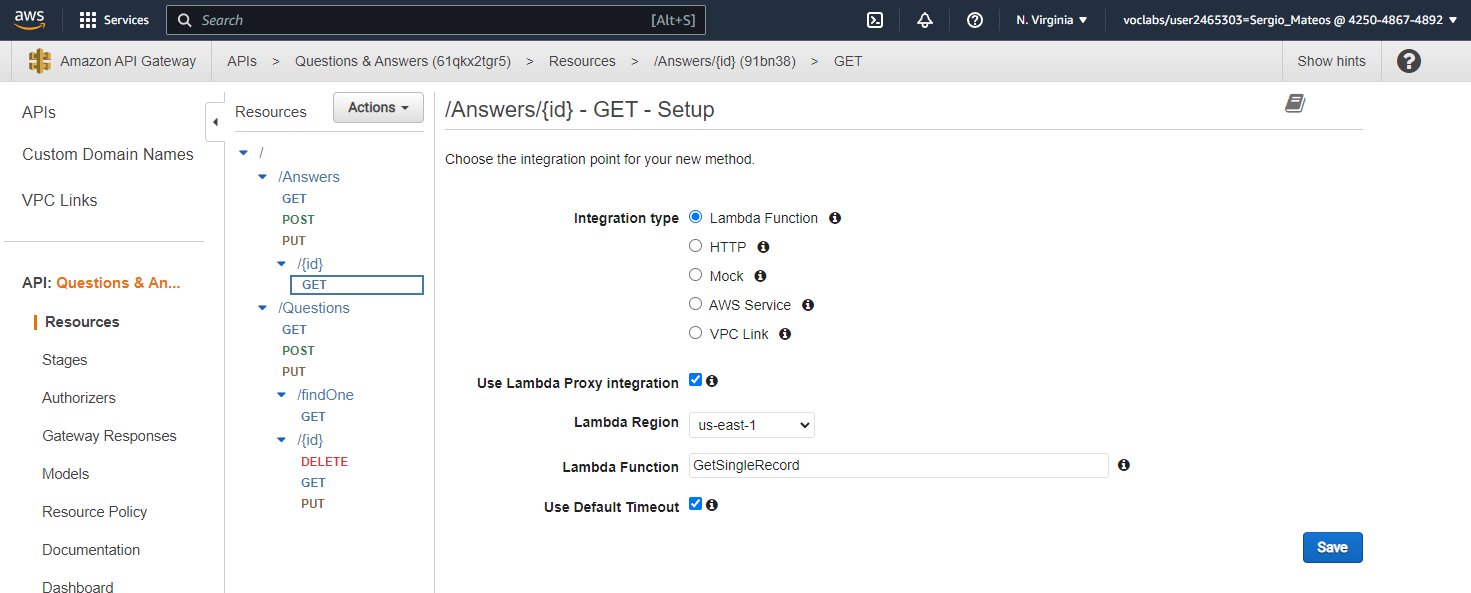 aws
Services
Search
[Alt+S]
N. Virginia
voclabs/user2465303=Sergio_Mateos @ 4250-4867-4892
Amazon API Gateway
APIs > Questions & Answers (61qkx2tgr5) > Resources > /Answers/{id} (91bn38) > GET
Show hints
APIs
Custom Domain Names
VPC Links
API: Questions & An...
Resources
Stages
Authorizers
Gateway Responses
Models
Resource Policy
Documentation
Dashboard
Resources
Actions
/
/Answers
GET
POST
PUT
/{id}
GET
/Questions
GET
POST
PUT
/findOne
GET
/{id}
DELETE
GET
PUT
/Answers/{id} - GET - Setup
Choose the integration point for your new method.
Integration type
Lambda Function
HTTP
Mock
AWS Service
VPC Link
Use Lambda Proxy integration
Lambda Region us-east-1
Lambda Function GetSingleRecord
Use Default Timeout
Save